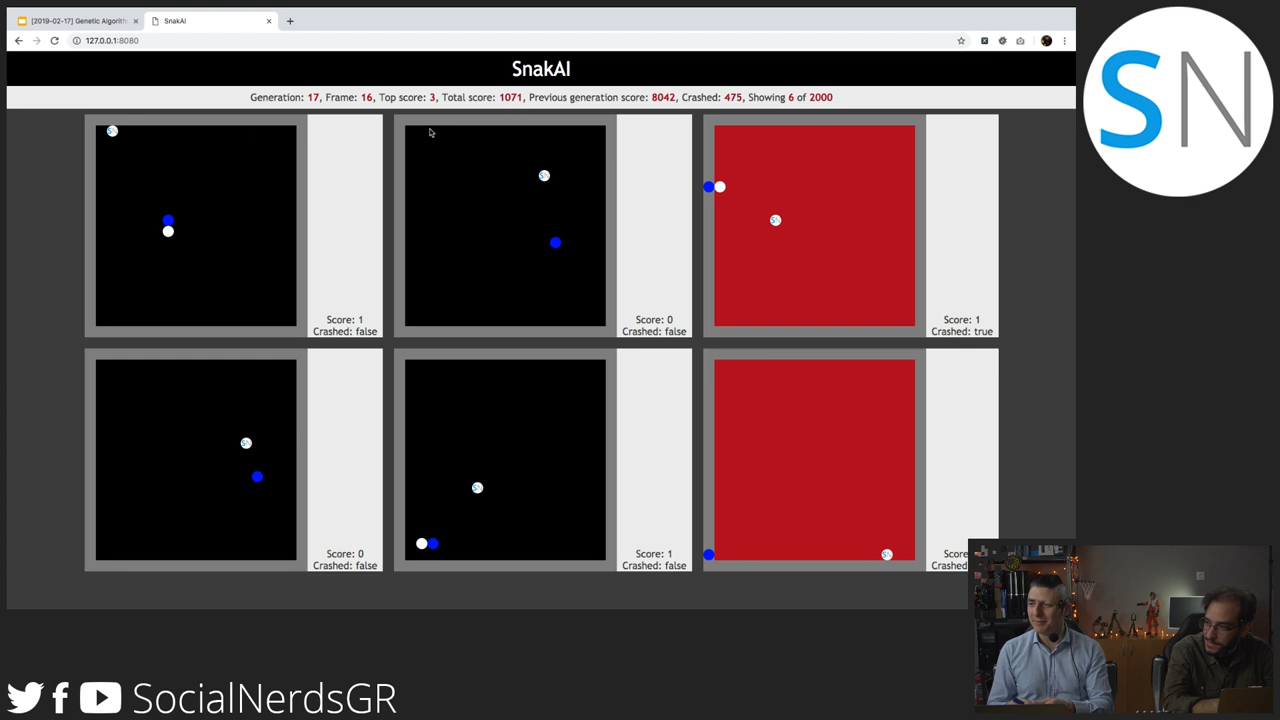 [2019-02-17] Genetic Algorith
SnakAI
127.0.0.1:8080
SN
SnakAI
Generation: 17, Frame: 16, Top score: 3, Total score: 1071, Previous generation score: 8042, Crashed: 475, Showing 6 of 2000
Score: 1
Crashed: false
Score: 0
Crashed: false
Score: 1
Crashed: true
Score: 0
Crashed: false
Score: 1
Crashed: false
Score
Crashed
SocialNerdsGR